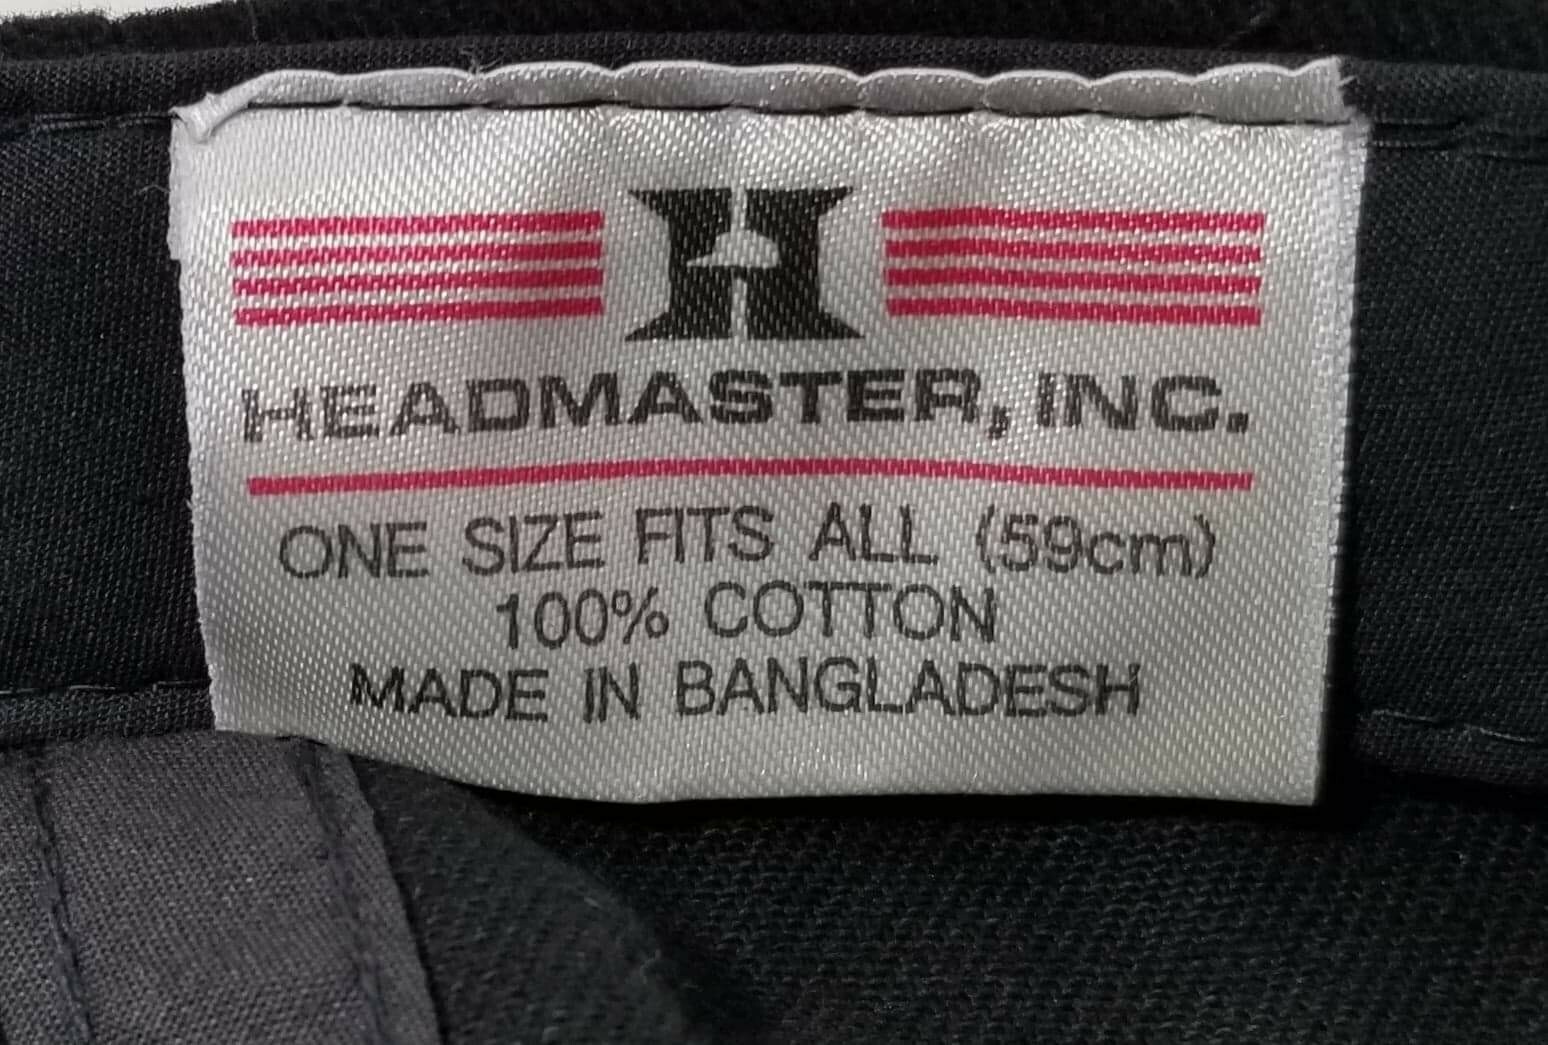 H
HEADMASTER, INC.
ONE SIZE FITS ALL (59cm)
100% COTTON
MADE IN BANGLADESH